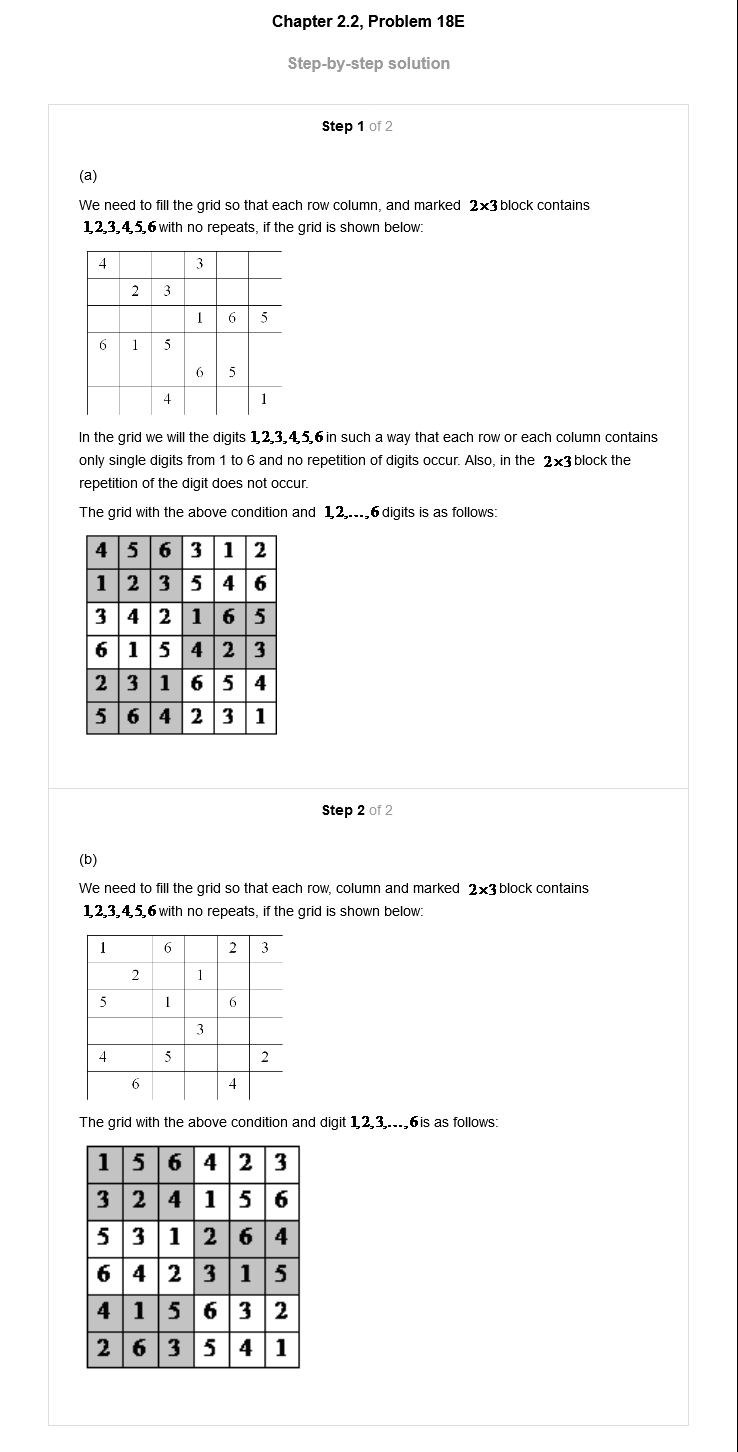 Chapter 2.2, Problem 18E
Step-by-step solution
Step 1 of 2
(a)
We need to fill the grid so that each row column, and marked 2×3 block contains
1,2,3,4,5,6 with no repeats, if the grid is shown below:
4 3
2 3
1 6 5
6 1 5
6 5
4 1
In the grid we will the digits 1,2,3,4,5,6 in such a way that each row or each column contains
only single digits from 1 to 6 and no repetition of digits occur. Also, in the 2×3 block the
repetition of the digit does not occur.
The grid with the above condition and 1,2,...,6 digits is as follows:
4 5 6 3 1 2
1 2 3 5 4 6
3 4 2 1 6 5
6 1 5 4 2 3
2 3 1 6 5 4
5 6 4 2 3 1
Step 2 of 2
(b)
We need to fill the grid so that each row, column and marked 2×3 block contains
1,2,3,4,5,6 with no repeats, if the grid is shown below:
1 6 2 3
2 1
5 1 6
3
4 5 2
6 4
The grid with the above condition and digit 1,2,3,...,6 is as follows:
1 5 6 4 2 3
3 2 4 1 5 6
5 3 1 2 6 4
6 4 2 3 1 5
4 1 5 6 3 2
2 6 3 5 4 1